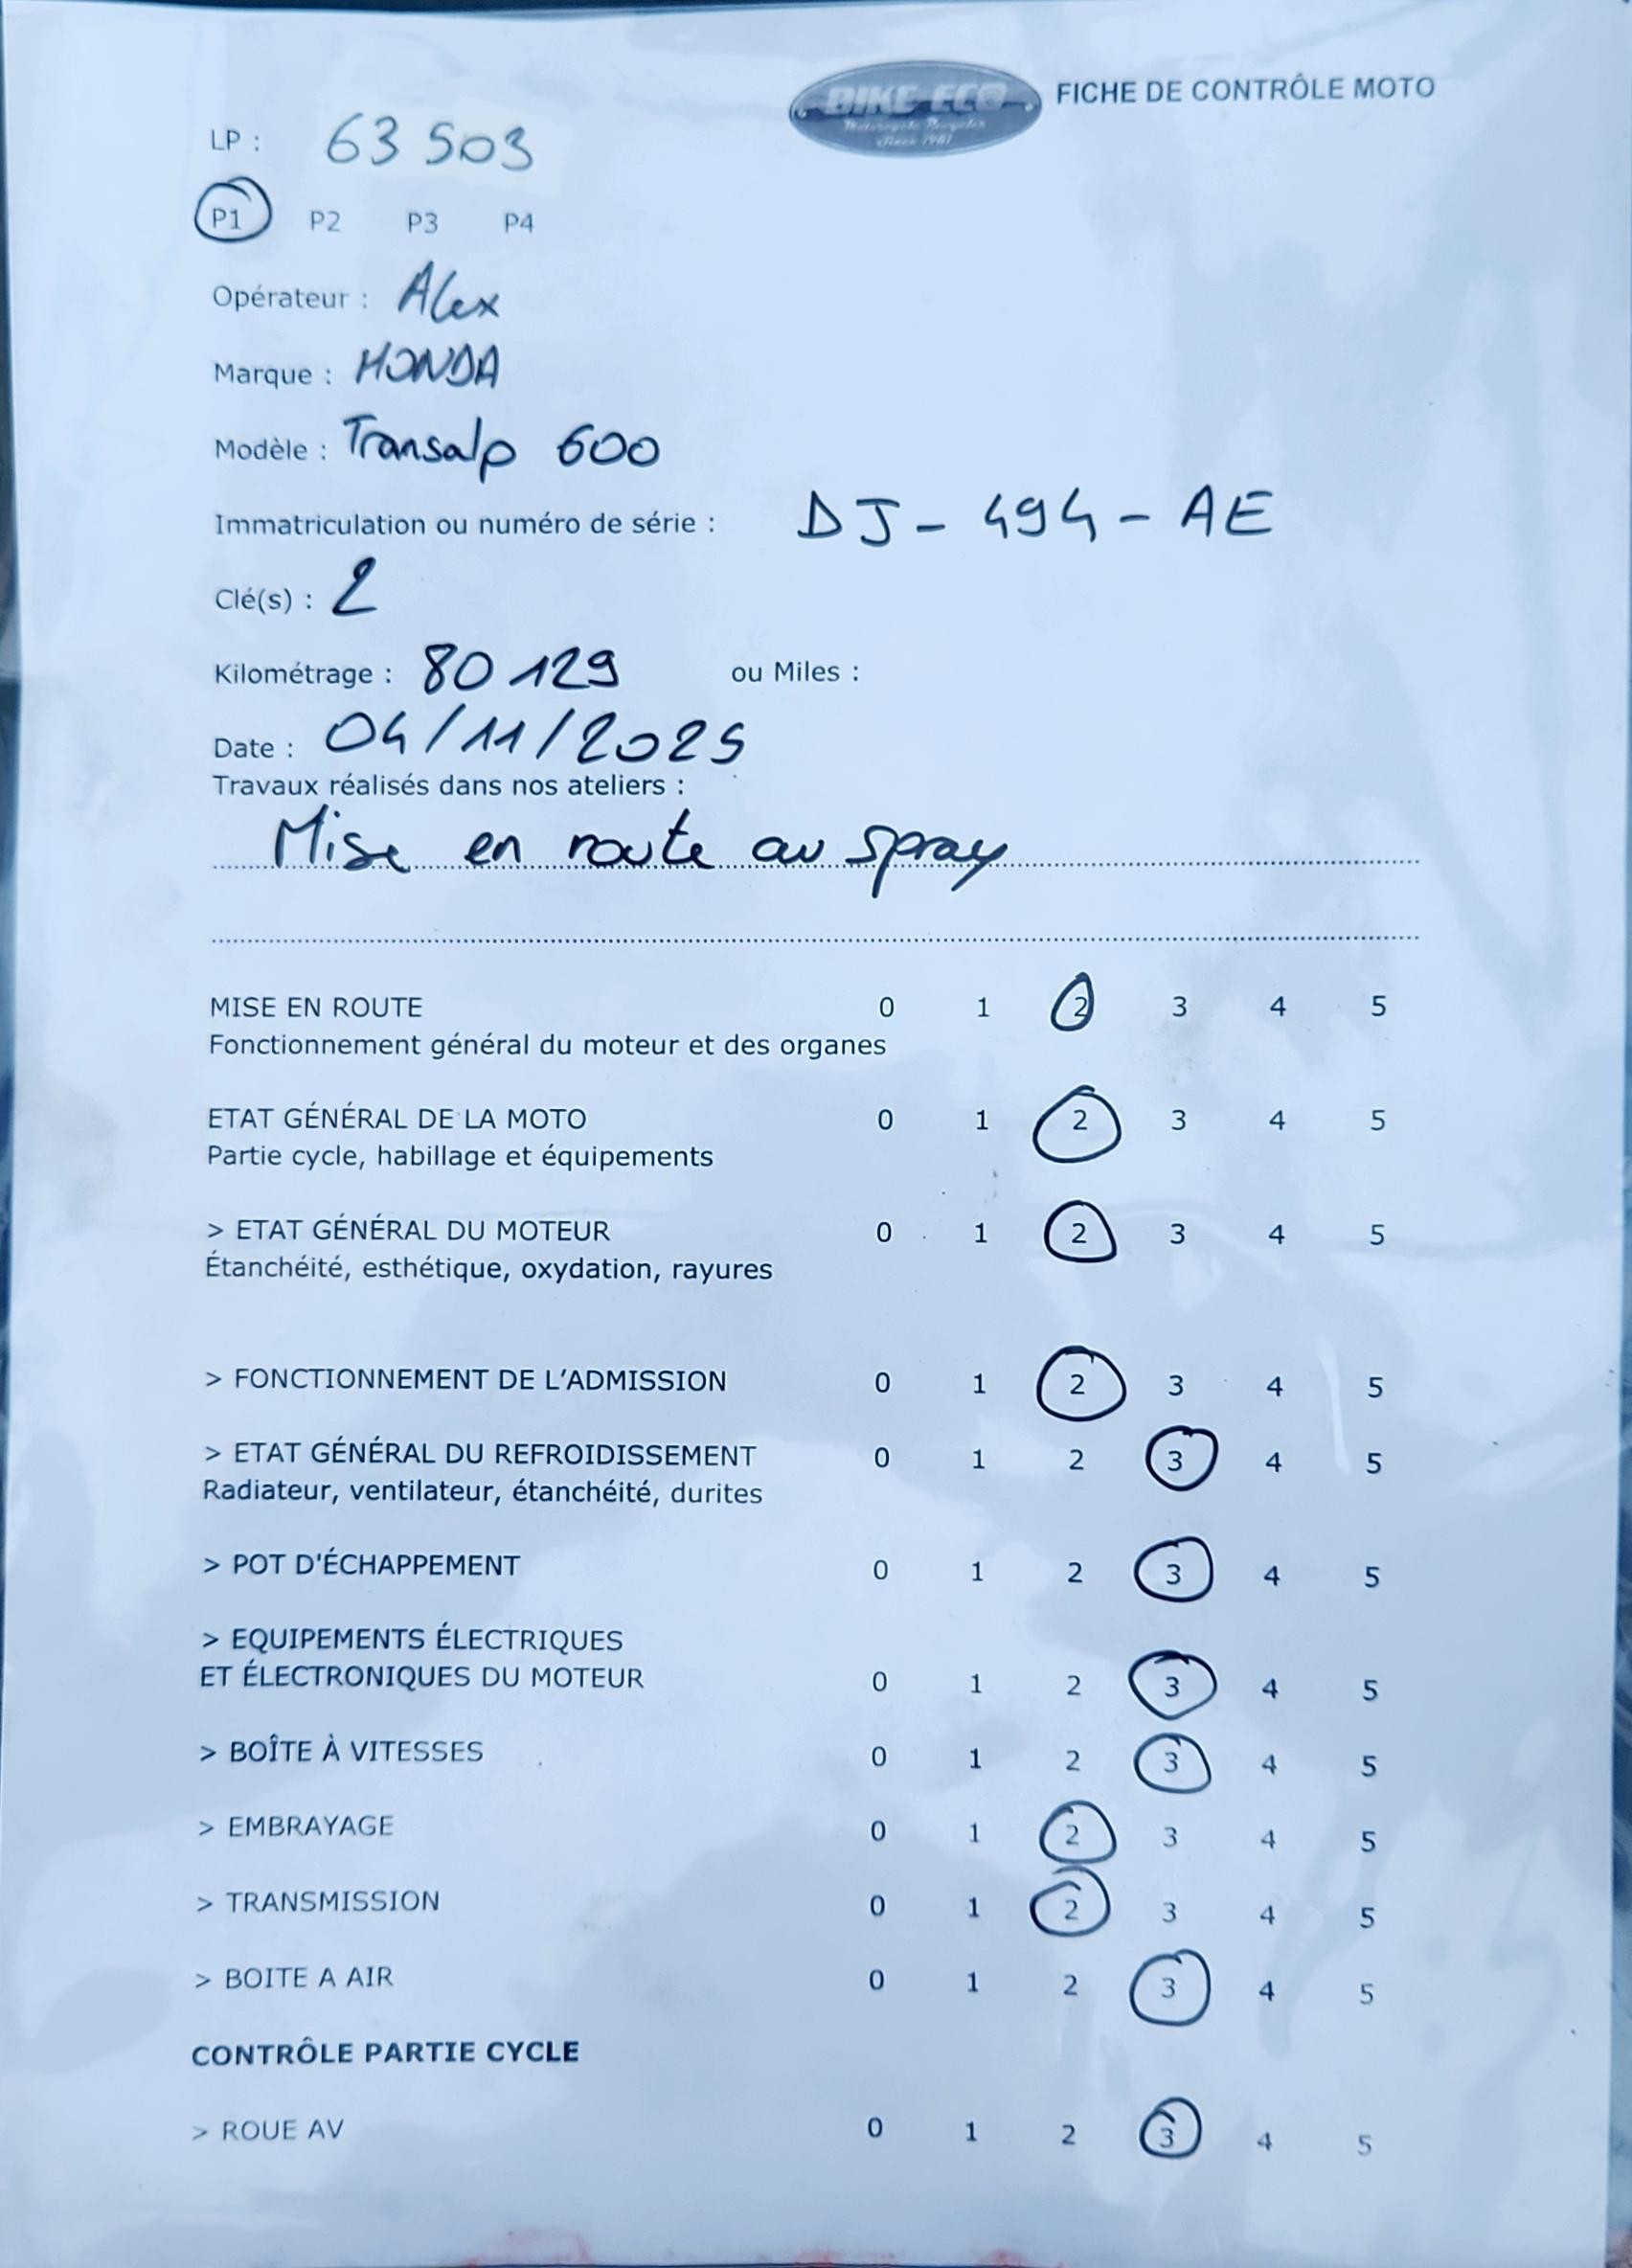 BIKE ECO
Motorcycle Recycler
Since 1987
FICHE DE CONTRÔLE MOTO
LP : 63 503
P1 P2 P3 P4
Opérateur : Alex
Marque : HONDA
Modèle : Transalp 600
Immatriculation ou numéro de série : DJ - 494 - AE
Clé(s) : 2
Kilométrage : 80 129 ou Miles :
Date : 04/11/2025
Travaux réalisés dans nos ateliers :
Mise en route au spray
MISE EN ROUTE 0 1 2 3 4 5
Fonctionnement général du moteur et des organes
ETAT GÉNÉRAL DE LA MOTO 0 1 2 3 4 5
Partie cycle, habillage et équipements
> ETAT GÉNÉRAL DU MOTEUR 0 1 2 3 4 5
Étanchéité, esthétique, oxydation, rayures
> FONCTIONNEMENT DE L'ADMISSION 0 1 2 3 4 5
> ETAT GÉNÉRAL DU REFROIDISSEMENT 0 1 2 3 4 5
Radiateur, ventilateur, étanchéité, durites
> POT D'ÉCHAPPEMENT 0 1 2 3 4 5
> EQUIPEMENTS ÉLECTRIQUES
ET ÉLECTRONIQUES DU MOTEUR 0 1 2 3 4 5
> BOÎTE À VITESSES 0 1 2 3 4 5
> EMBRAYAGE 0 1 2 3 4 5
> TRANSMISSION 0 1 2 3 4 5
> BOITE A AIR 0 1 2 3 4 5
CONTRÔLE PARTIE CYCLE
> ROUE AV 0 1 2 3 4 5